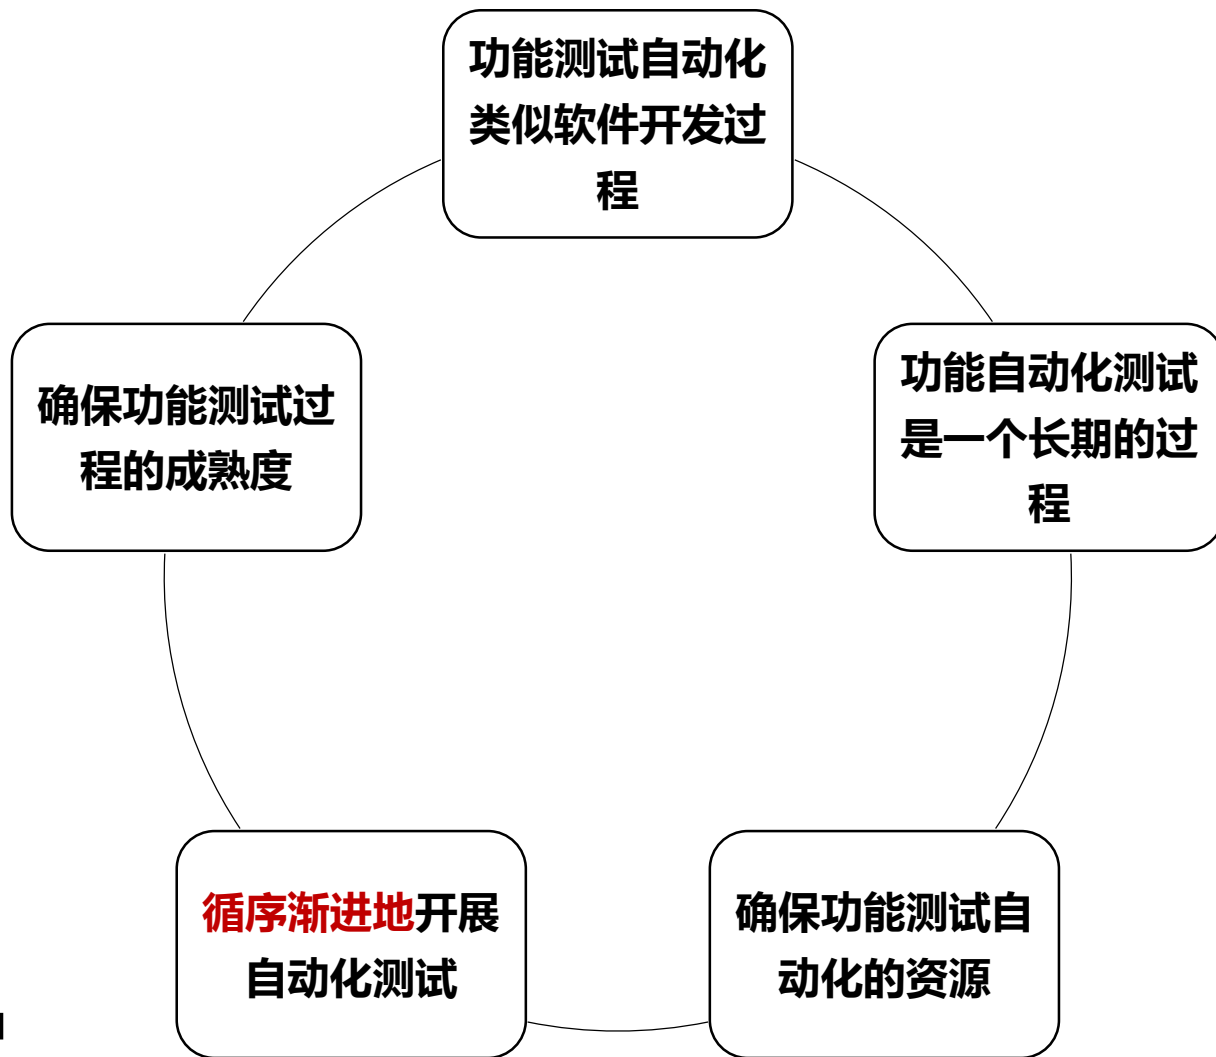 功能测试自动化
类似软件开发过
程
功能自动化测试
是一个长期的过
程
确保功能测试自
动化的资源
循序渐进地开展
自动化测试
确保功能测试过
程的成熟度